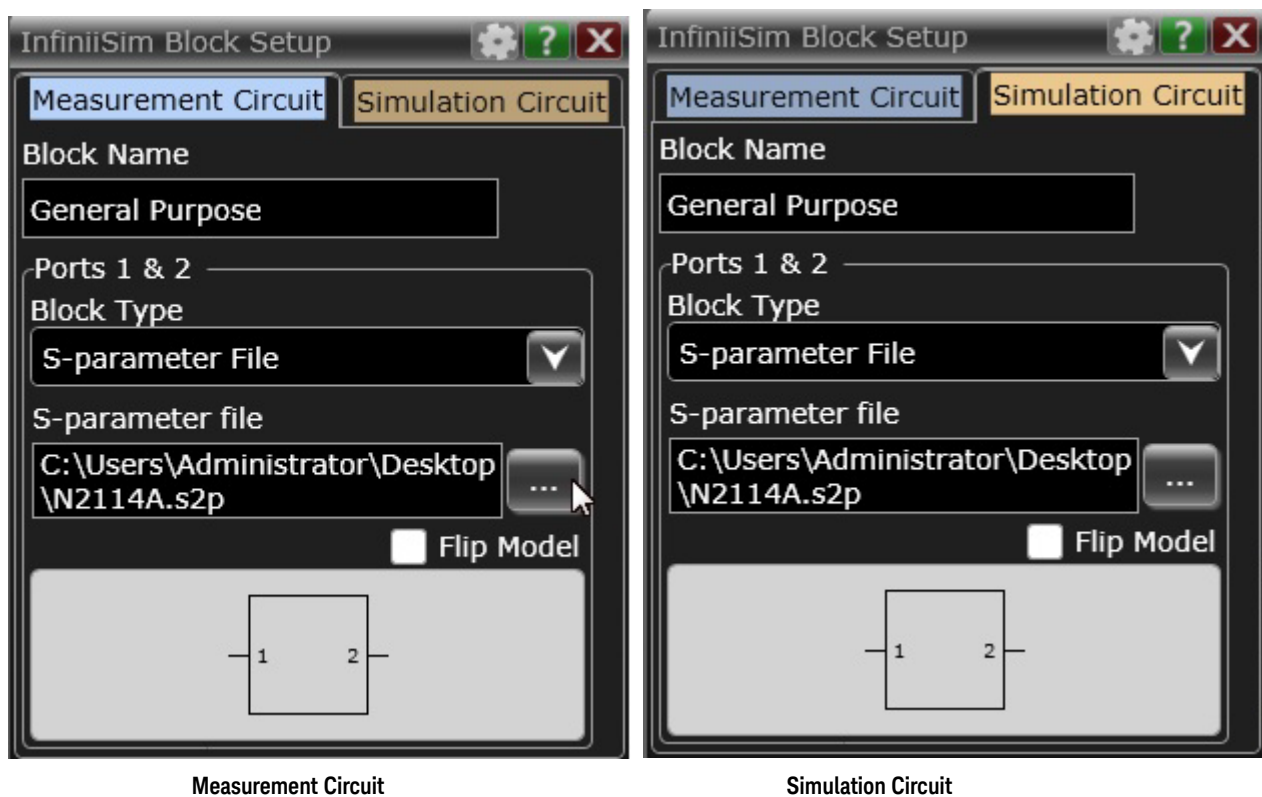 InfiniiSim Block Setup
?
X
Measurement Circuit
Simulation Circuit
Block Name
General Purpose
Ports 1 & 2
Block Type
S-parameter File
S-parameter file
C:\Users\Administrator\Desktop
\N2114A.s2p
...
Flip Model
1
2
Measurement Circuit
InfiniiSim Block Setup
?
X
Measurement Circuit
Simulation Circuit
Block Name
General Purpose
Ports 1 & 2
Block Type
S-parameter File
S-parameter file
C:\Users\Administrator\Desktop
\N2114A.s2p
...
Flip Model
1
2
Simulation Circuit